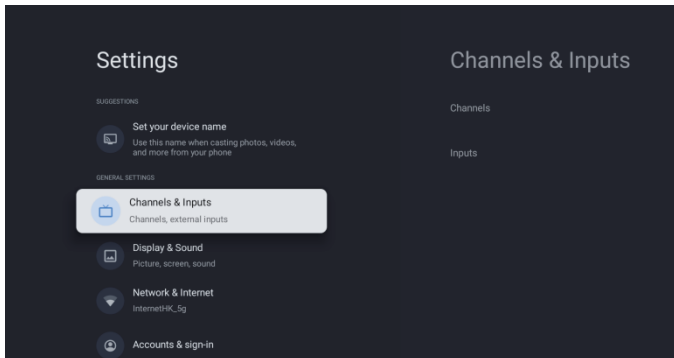 Settings
SUGGESTIONS
Set your device name
Use this name when casting photos, videos,
and more from your phone
GENERAL SETTINGS
Channels & Inputs
Channels, external inputs
Display & Sound
Picture, screen, sound
Network & Internet
InternetHK_5g
Accounts & sign-in
Channels & Inputs
Channels
Inputs